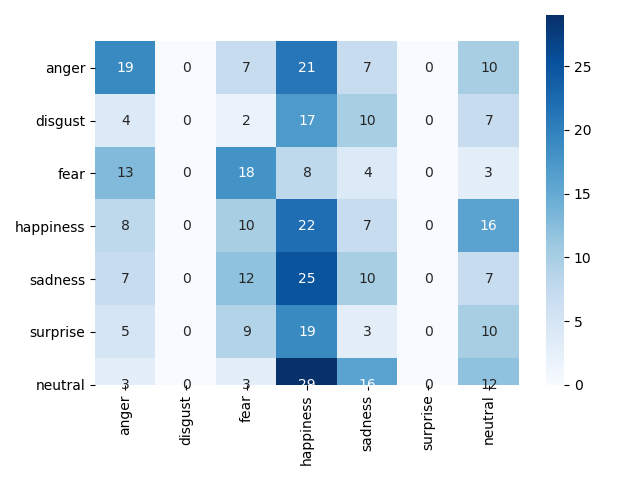 anger 19 0 7 21 7 0 10
disgust 4 0 2 17 10 0 7
fear 13 0 18 8 4 0 3
happiness 8 0 10 22 7 0 16
sadness 7 0 12 25 10 0 7
surprise 5 0 9 19 3 0 10
neutral 3 0 3 29 16 0 12
anger disgust fear happiness sadness surprise neutral
25
20
15
10
5
0